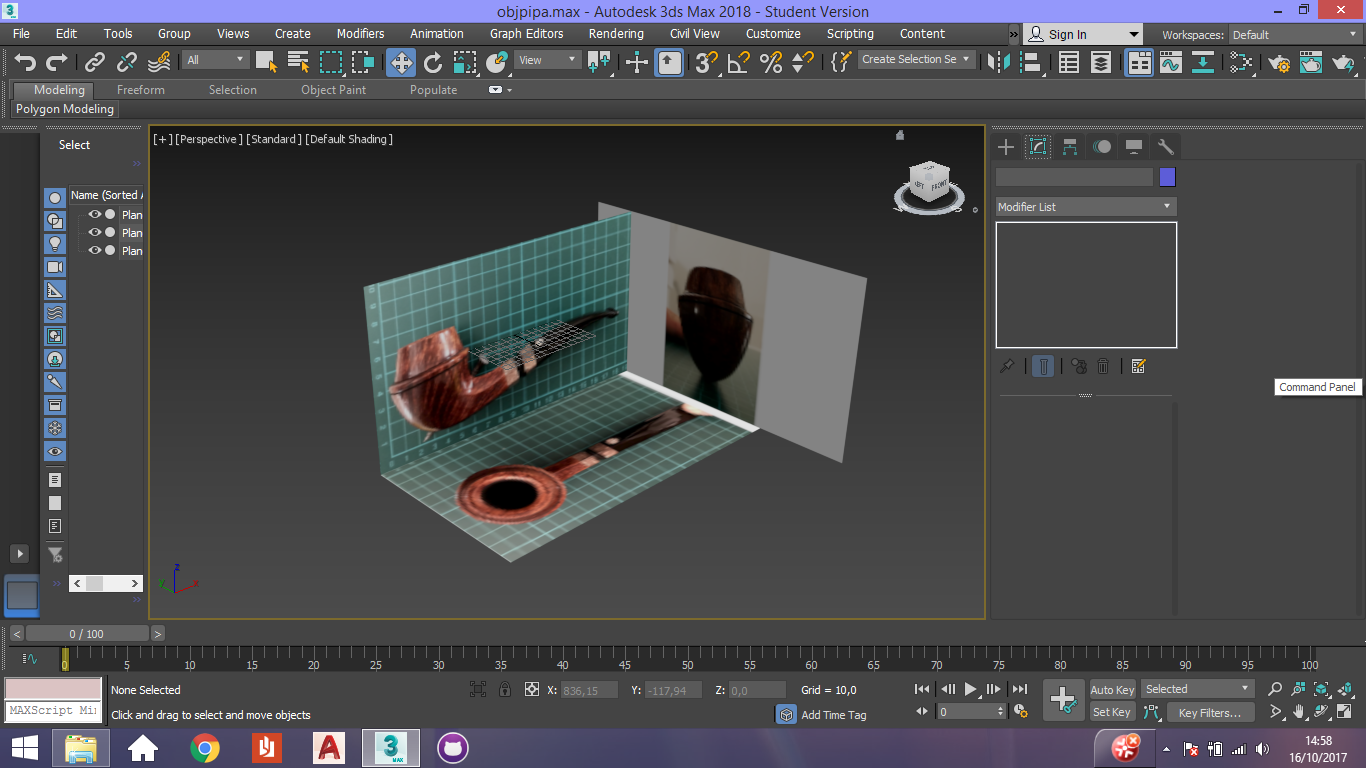 objpipa.max - Autodesk 3ds Max 2018 - Student Version
File Edit Tools Group Views Create Modifiers Animation Graph Editors Rendering Civil View Customize Scripting Content » Sign In Workspaces: Default
All View Create Selection Se
Modeling Freeform Selection Object Paint Populate
Polygon Modeling
Select
Name (Sorted A
Plan
Plan
Plan
[+] [Perspective ] [Standard ] [Default Shading ]
LEFT FRONT
z
y x
Modifier List
Command Panel
< 0 / 100 >
0 5 10 15 20 25 30 35 40 45 50 55 60 65 70 75 80 85 90 95 100
None Selected X: 836,15 Y: -117,94 Z: 0,0 Grid = 10,0 Auto Key Selected
MAXScript Min Click and drag to select and move objects Add Time Tag 0 Set Key Key Filters...
3 MAX
14:58
16/10/2017